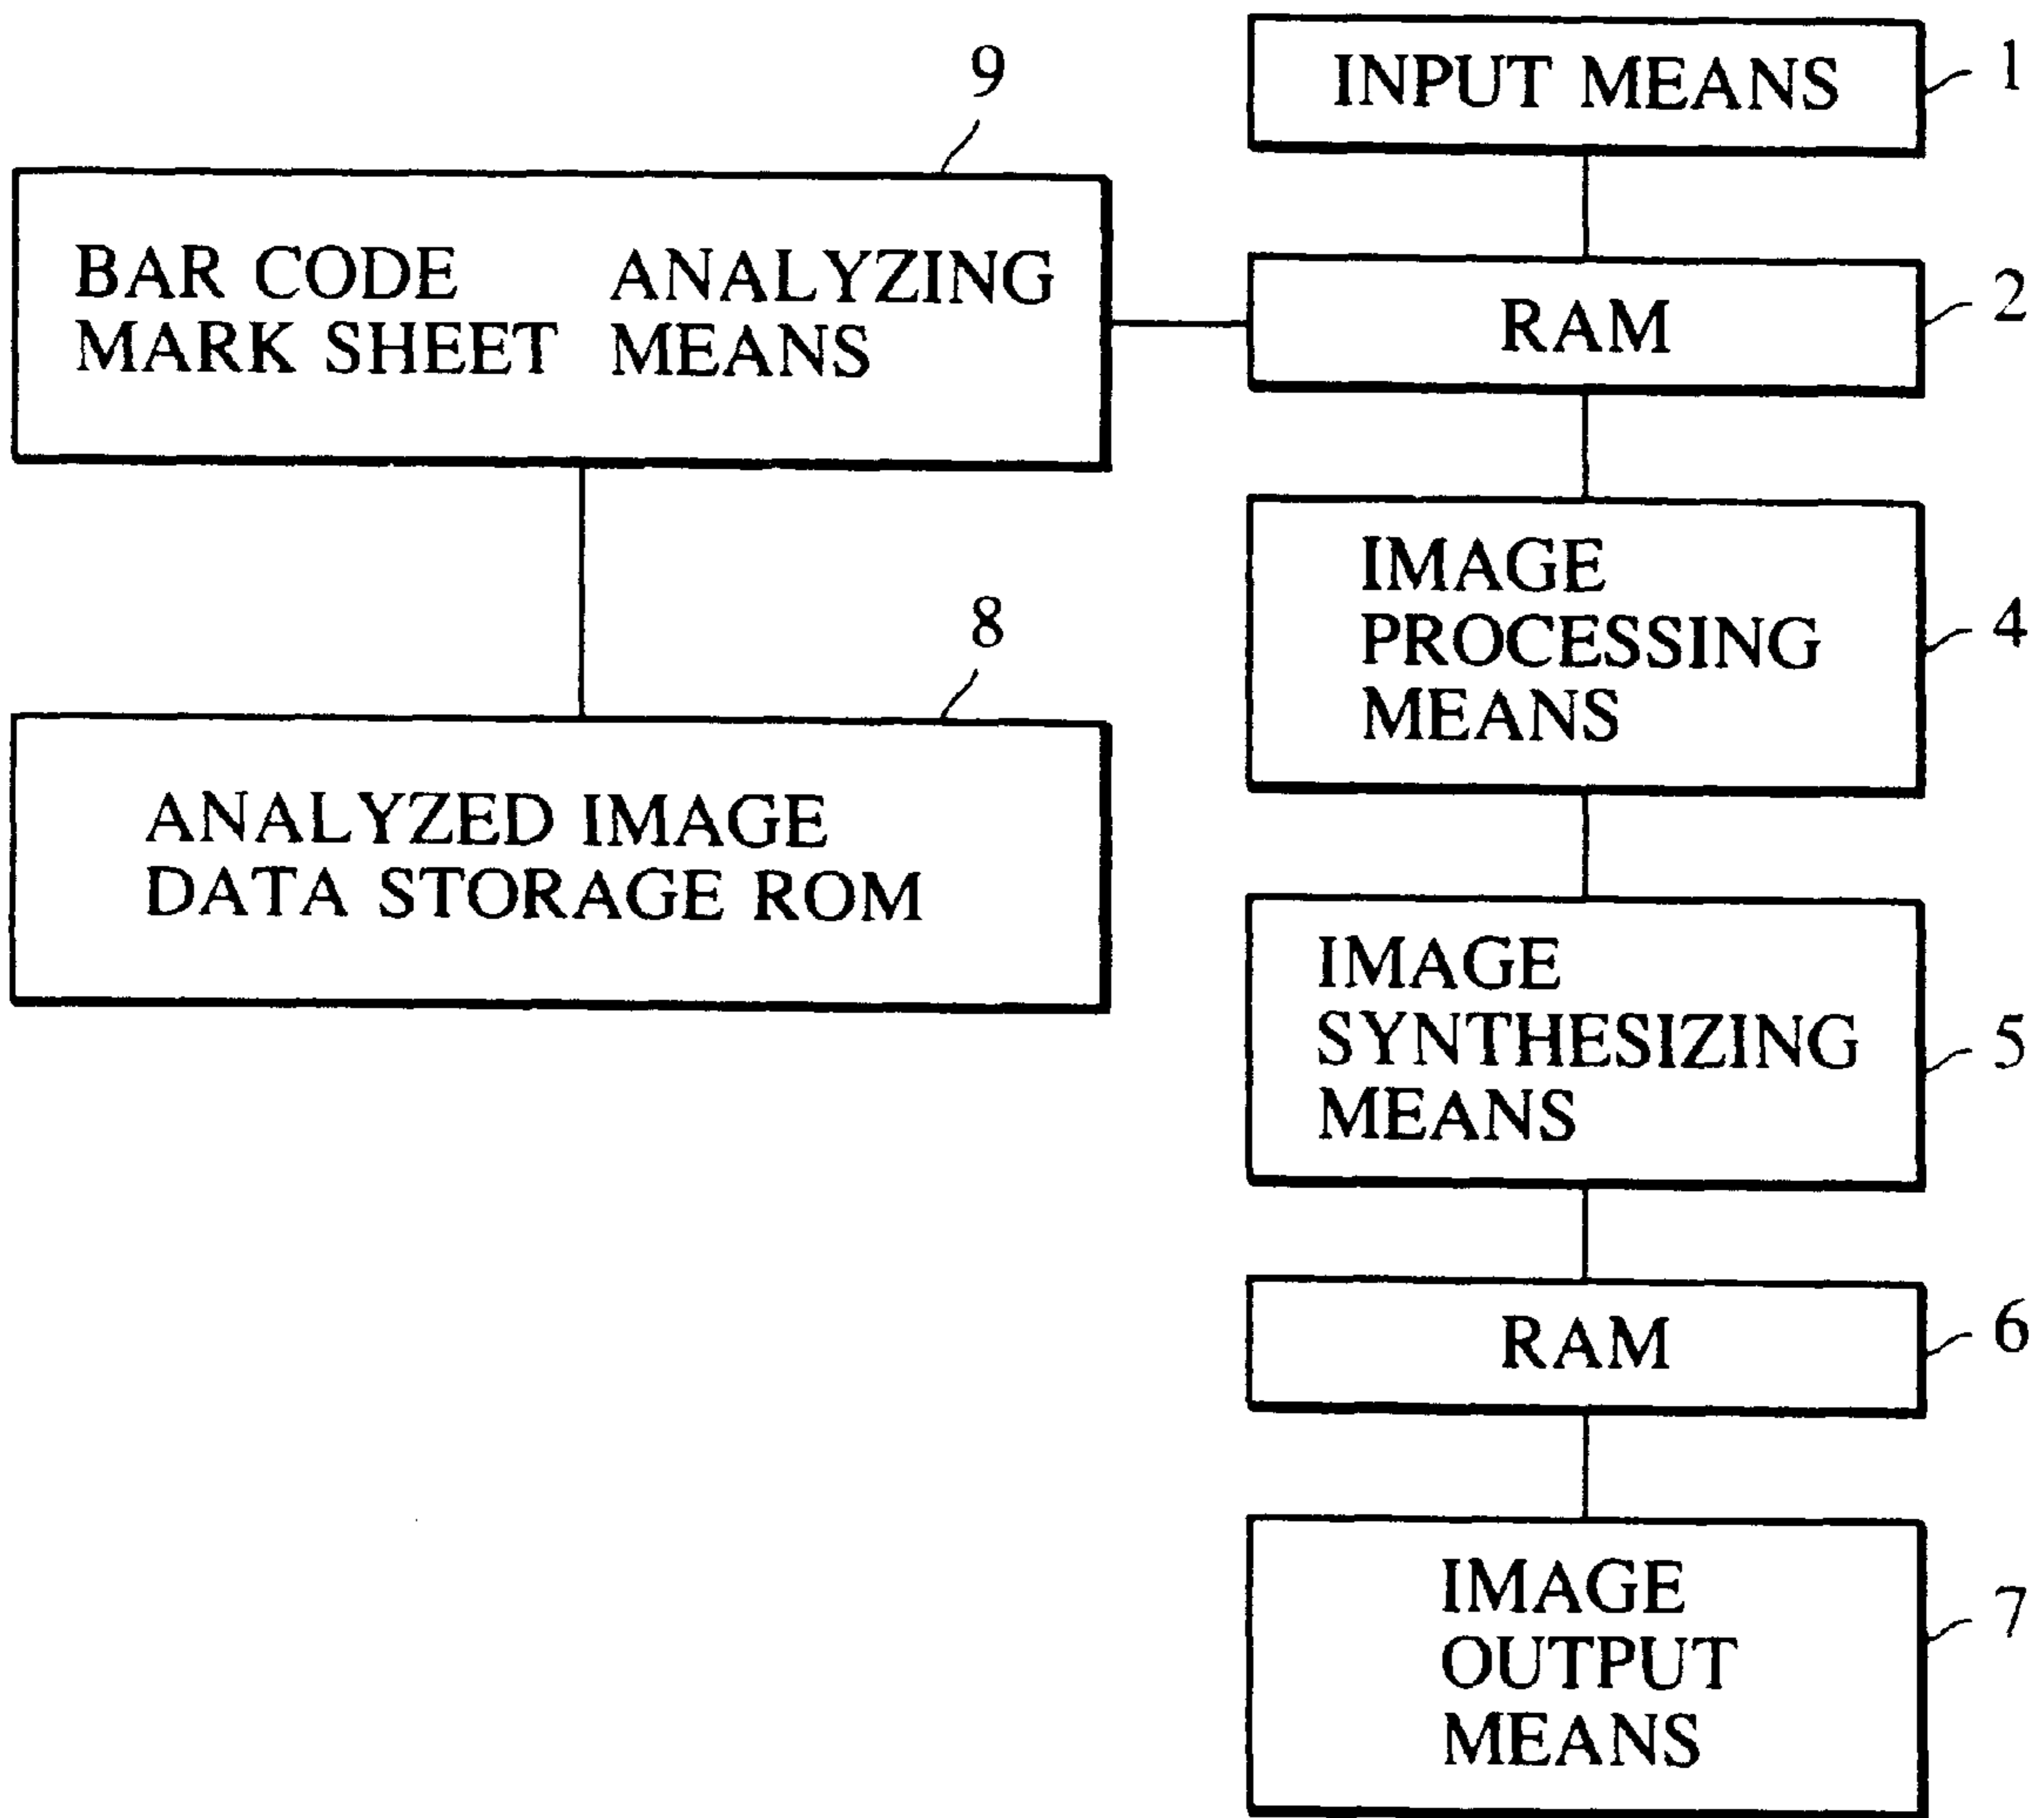 INPUT MEANS
1
9
BAR CODE ANALYZING
MARK SHEET MEANS
RAM
2
IMAGE
PROCESSING
MEANS
4
8
ANALYZED IMAGE
DATA STORAGE ROM
IMAGE
SYNTHESIZING
MEANS
5
RAM
6
IMAGE
OUTPUT
MEANS
7